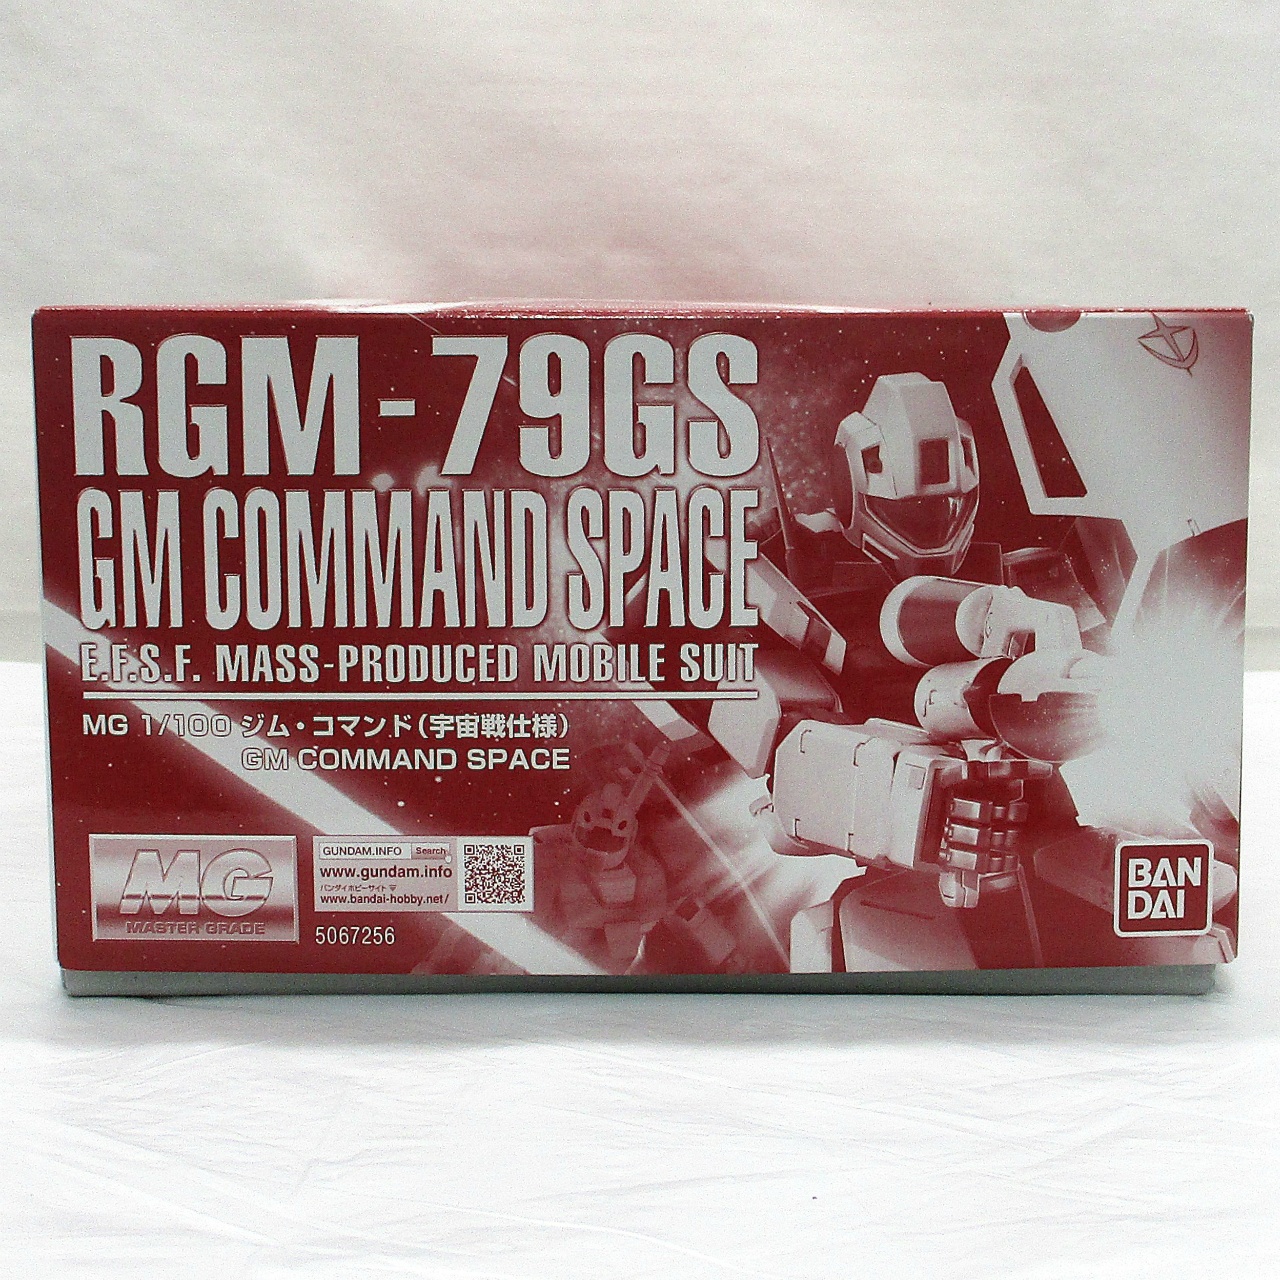 RGM-79GS
GM COMMAND SPACE
E.F.S.F. MASS-PRODUCED MOBILE SUIT
MG 1/100 ジム・コマンド（宇宙戦仕様）
GM COMMAND SPACE
MG
MASTER GRADE
GUNDAM.INFO Search
www.gundam.info
バンダイホビーサイト▽
www.bandai-hobby.net/
5067256
BAN
DAI